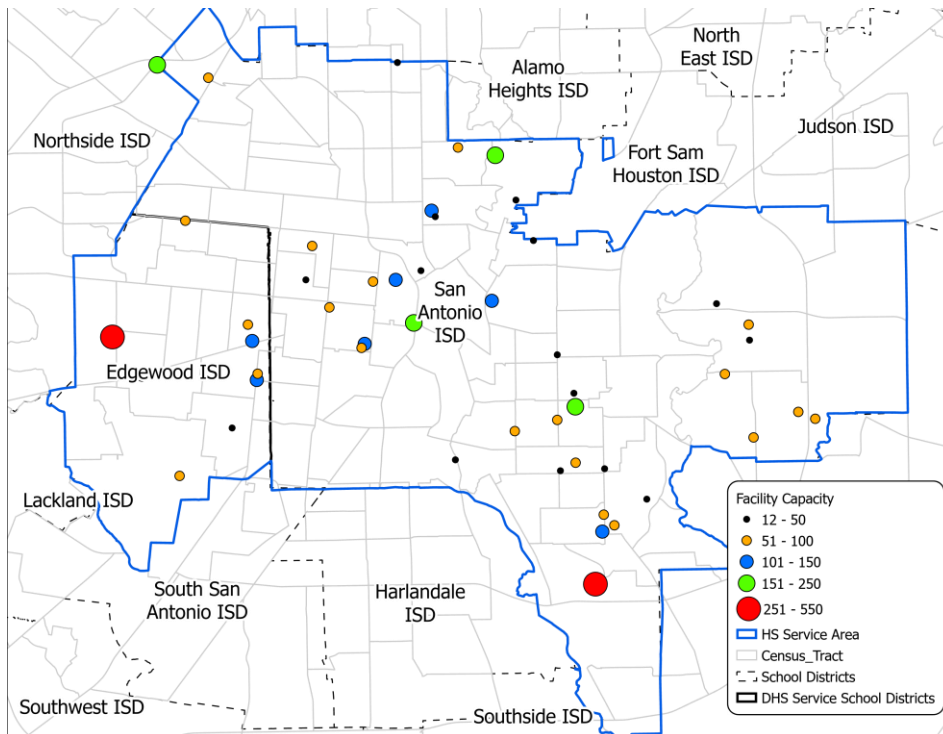 North
East ISD
Alamo
Heights ISD
Judson ISD
Northside ISD
Fort Sam
Houston ISD
San
Antonio
ISD
Edgewood ISD
Lackland ISD
South San
Antonio ISD
Harlandale
ISD
Southwest ISD
Southside ISD
Facility Capacity
12 - 50
51 - 100
101 - 150
151 - 250
251 - 550
HS Service Area
Census_Tract
School Districts
DHS Service School Districts